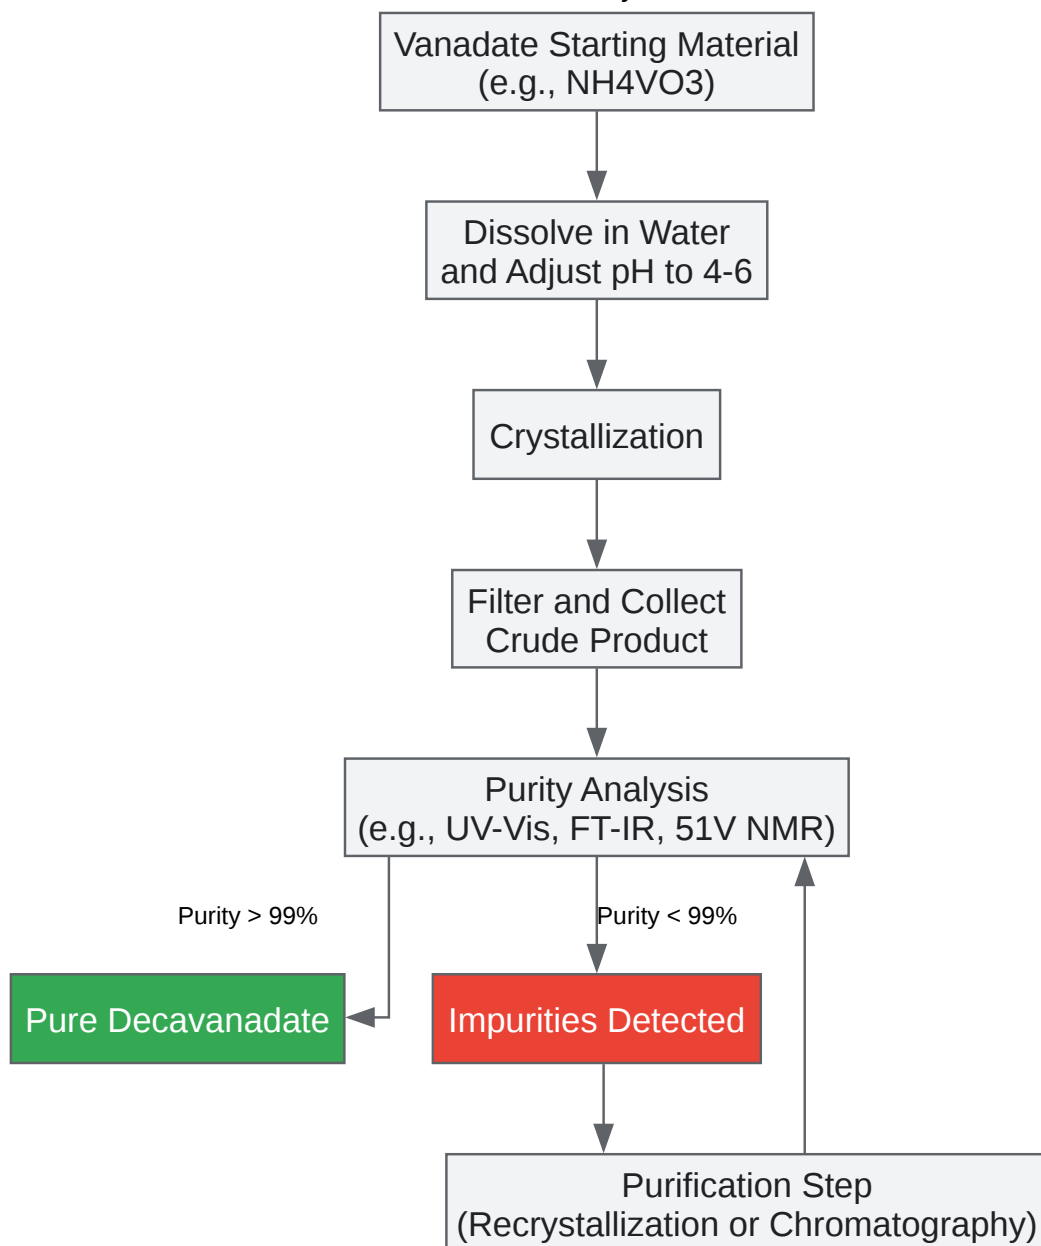 Vanadate Starting Material
(e.g., NH4VO3)
Dissolve in Water
and Adjust pH to 4-6
Crystallization
Filter and Collect
Crude Product
Purity Analysis
(e.g., UV-Vis, FT-IR, 51V NMR)
Purity > 99%
Purity < 99%
Pure Decavanadate
Impurities Detected
Purification Step
(Recrystallization or Chromatography)